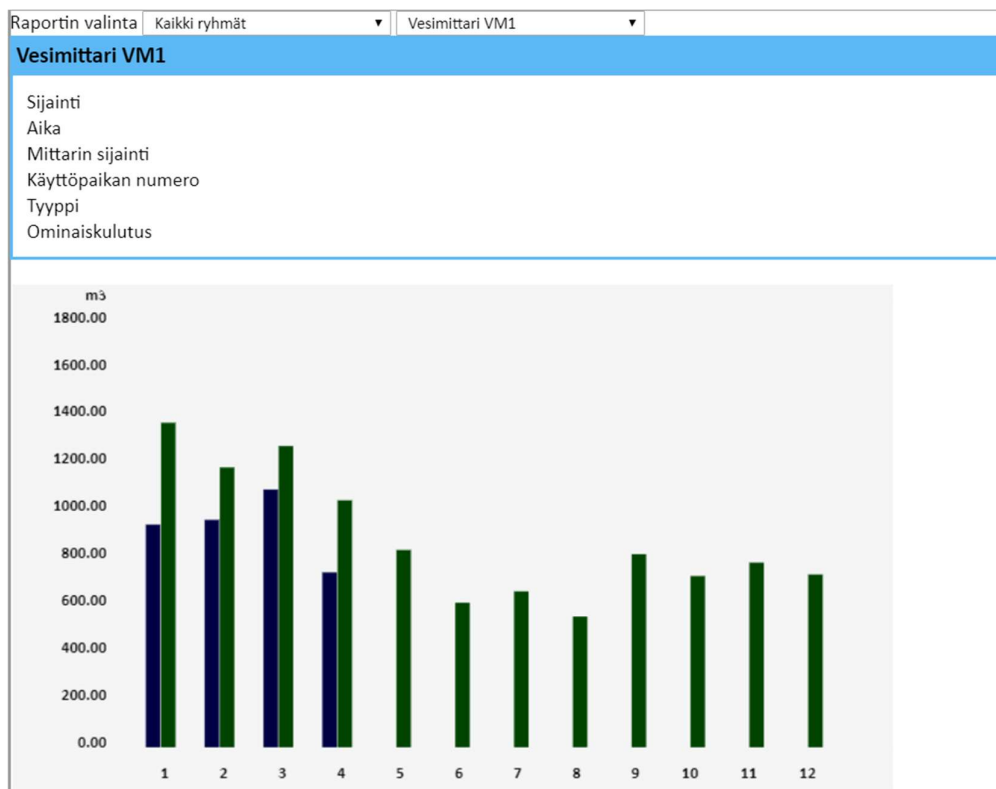 Raportin valinta Kaikki ryhmät Vesimittari VM1
Vesimittari VM1
Sijainti
Aika
Mittarin sijainti
Käyttöpaikan numero
Tyyppi
Ominaiskulutus
m3
1800.00
1600.00
1400.00
1200.00
1000.00
800.00
600.00
400.00
200.00
0.00
1 2 3 4 5 6 7 8 9 10 11 12